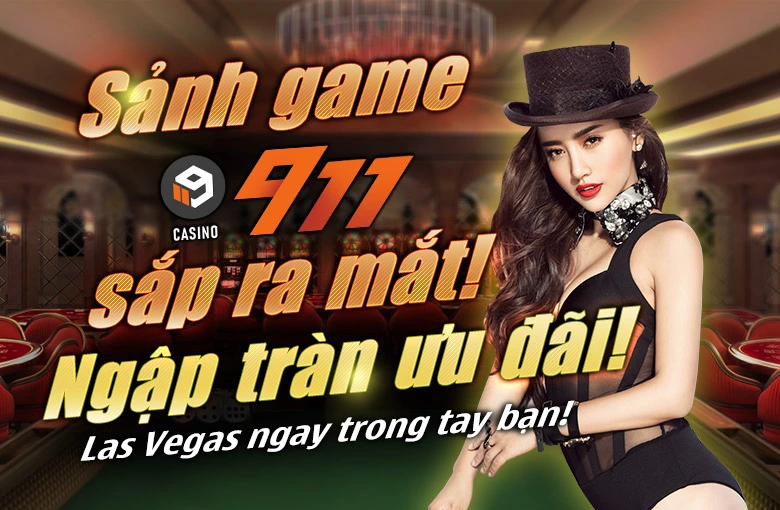 Sảnh game
911
CASINO
sắp ra mắt!
Ngập tràn ưu đãi!
Las Vegas ngay trong tay bạn!